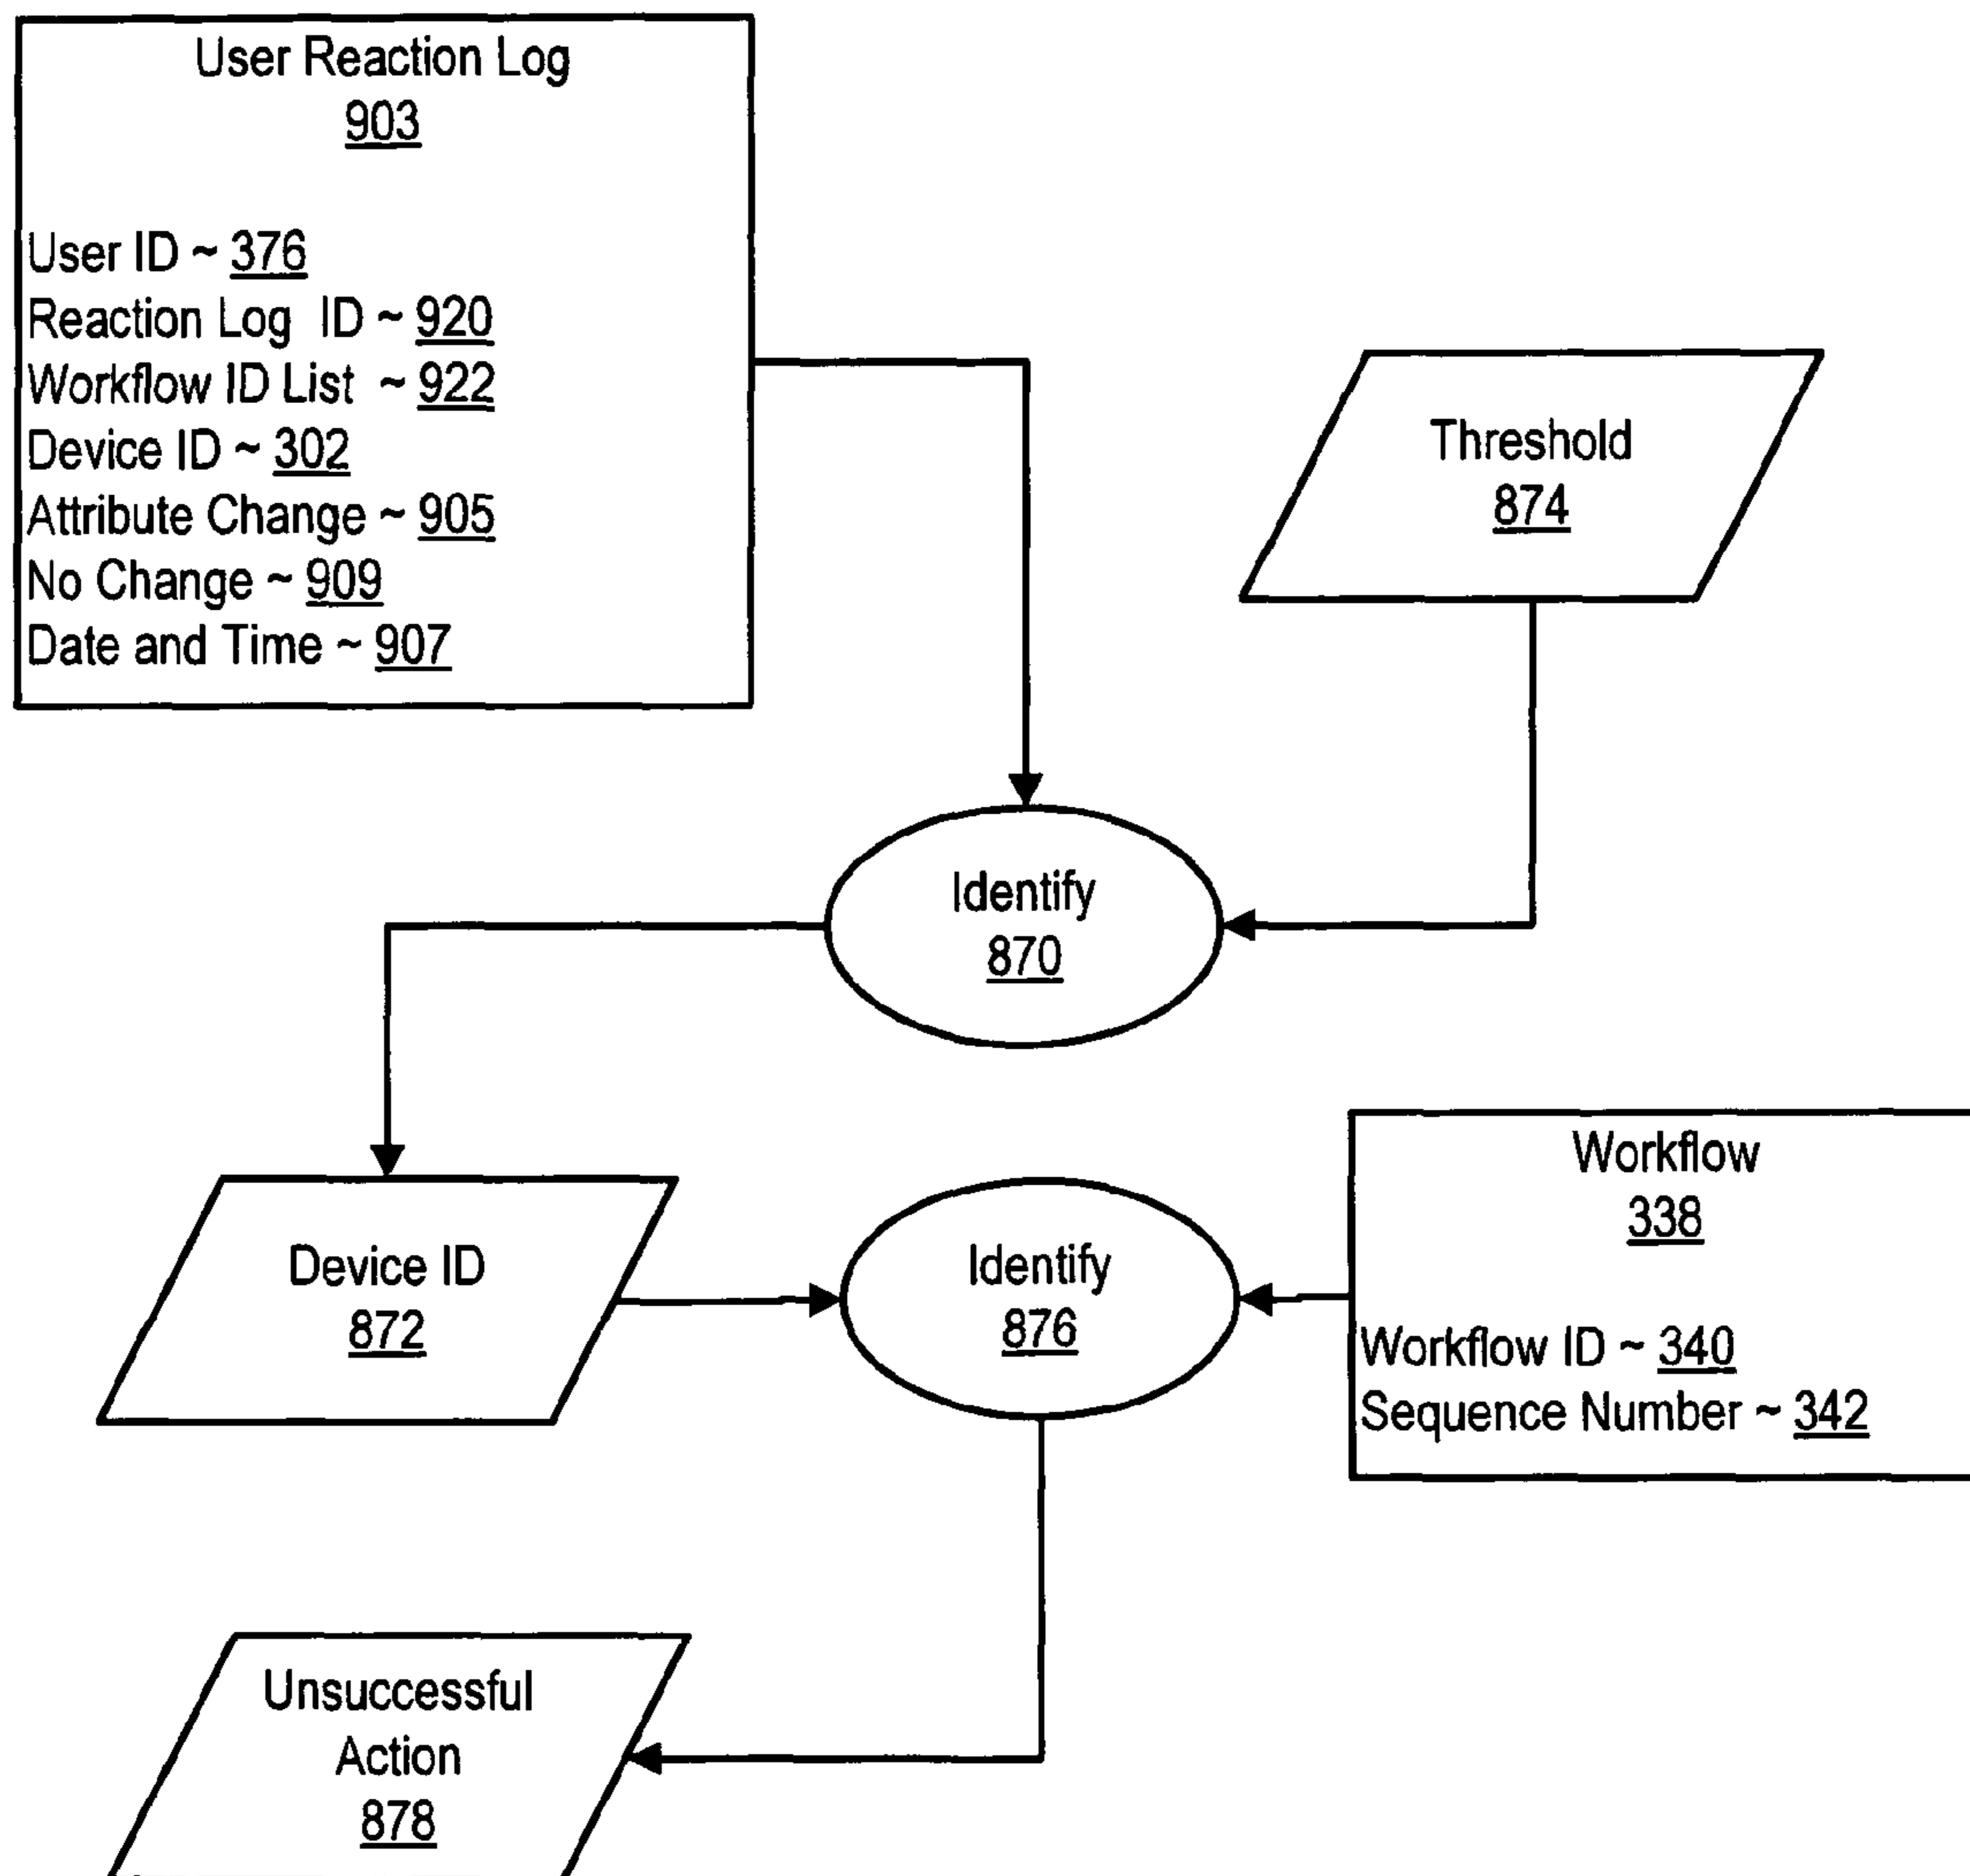 User Reaction Log
903
User ID ~ 376
Reaction Log ID ~ 920
Workflow ID List ~ 922
Device ID ~ 302
Attribute Change ~ 905
No Change ~ 909
Date and Time ~ 907
Threshold
874
Identify
870
Device ID
872
Identify
876
Workflow
338
Workflow ID ~ 340
Sequence Number ~ 342
Unsuccessful
Action
878